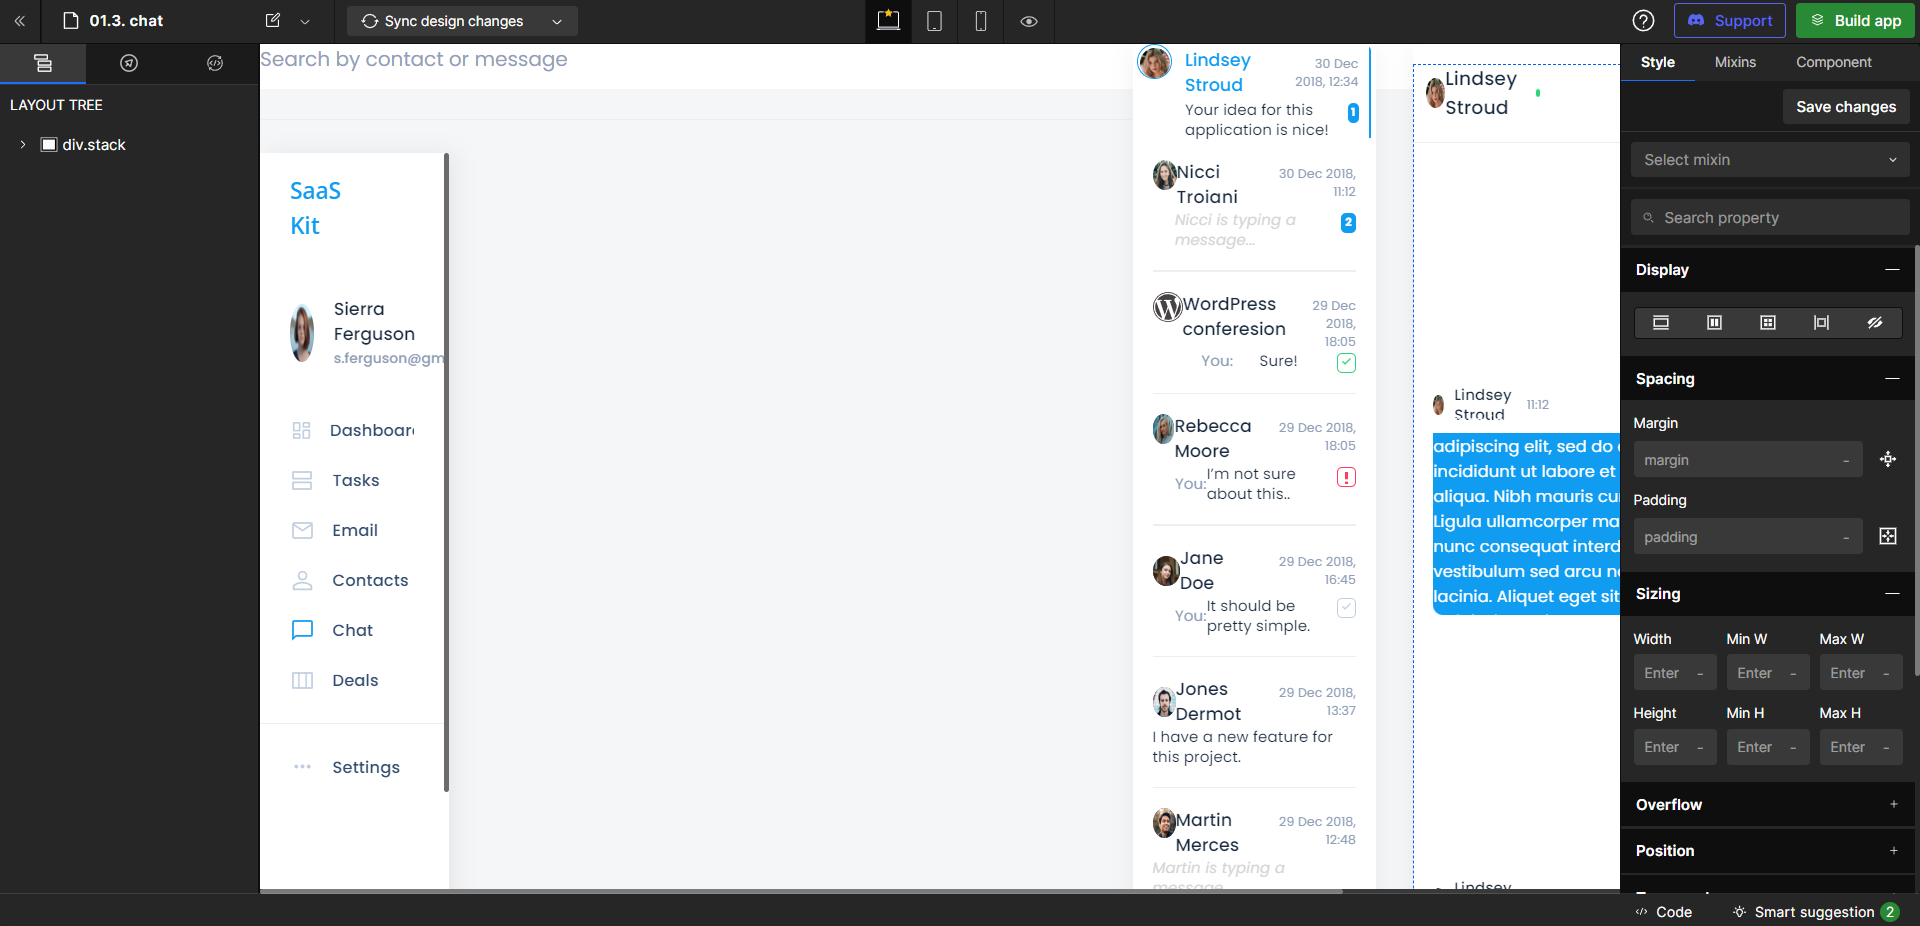 01.3. chat
Sync design changes
Support
Build app
LAYOUT TREE
div.stack
Search by contact or message
SaaS
Kit
Sierra
Ferguson
s.ferguson@gm
Dashboar
Tasks
Email
Contacts
Chat
Deals
Settings
Lindsey
Stroud
30 Dec
2018, 12:34
Your idea for this
application is nice!
1
Nicci
Troiani
30 Dec 2018,
11:12
Nicci is typing a
message...
2
WordPress
conferesion
29 Dec
2018,
18:05
You:
Sure!
Rebecca
Moore
29 Dec 2018,
18:05
You:
I'm not sure
about this..
Jane
Doe
29 Dec 2018,
16:45
You:
It should be
pretty simple.
Jones
Dermot
29 Dec 2018,
13:37
I have a new feature for
this project.
Martin
Merces
29 Dec 2018,
12:48
Martin is typing a
message
Lindsey
Stroud
Lindsey
Stroud
11:12
adipiscing elit, sed do
incididunt ut labore et
aliqua. Nibh mauris cu
Ligula ullamcorper ma
nunc consequat interd
vestibulum sed arcu n
lacinia. Aliquet eget sit
Lindsey
Style
Mixins
Component
Save changes
Select mixin
Search property
Display
Spacing
Margin
margin
-
Padding
padding
-
Sizing
Width
Min W
Max W
Enter -
Enter -
Enter -
Height
Min H
Max H
Enter -
Enter -
Enter -
Overflow
Position
Code
Smart suggestion
2